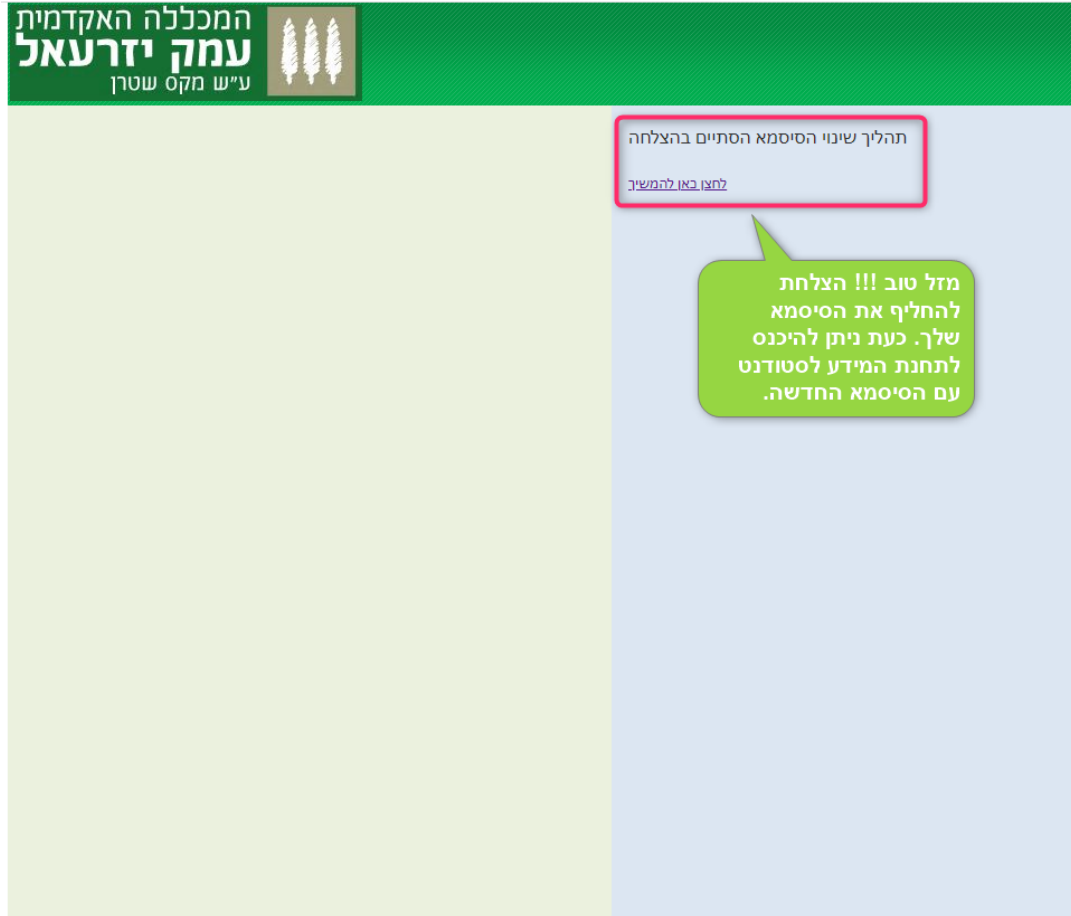 המכללה האקדמית
עמק יזרעאל
ע״ש מקס שטרן
תהליך שינוי הסיסמא הסתיים בהצלחה
לחצן כאן להמשיך
מזל טוב !!! הצלחת
להחליף את הסיסמא
שלך. כעת ניתן להיכנס
לתחנת המידע לסטודנט
עם הסיסמא החדשה.